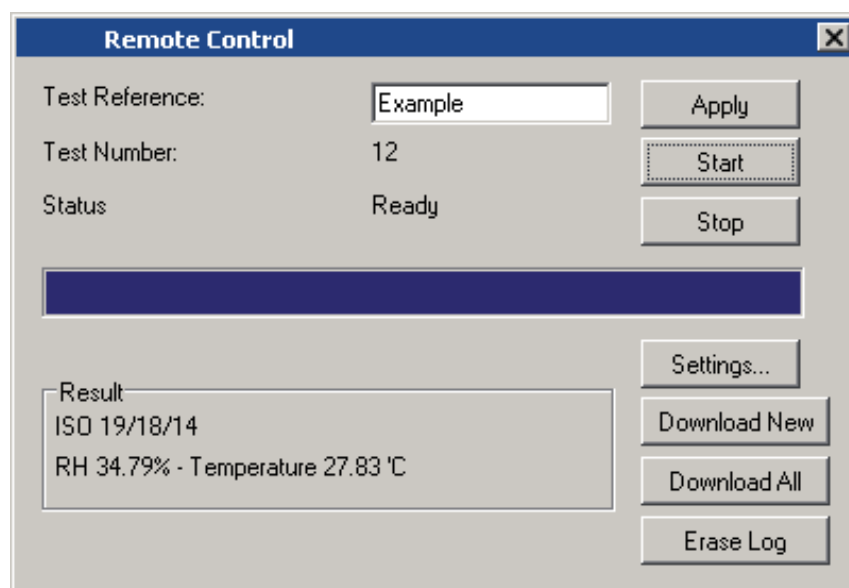 Remote Control
Test Reference: Example Apply
Test Number: 12 Start
Status Ready Stop
Settings...
Result
ISO 19/18/14
Download New
RH 34.79% - Temperature 27.83 'C
Download All
Erase Log